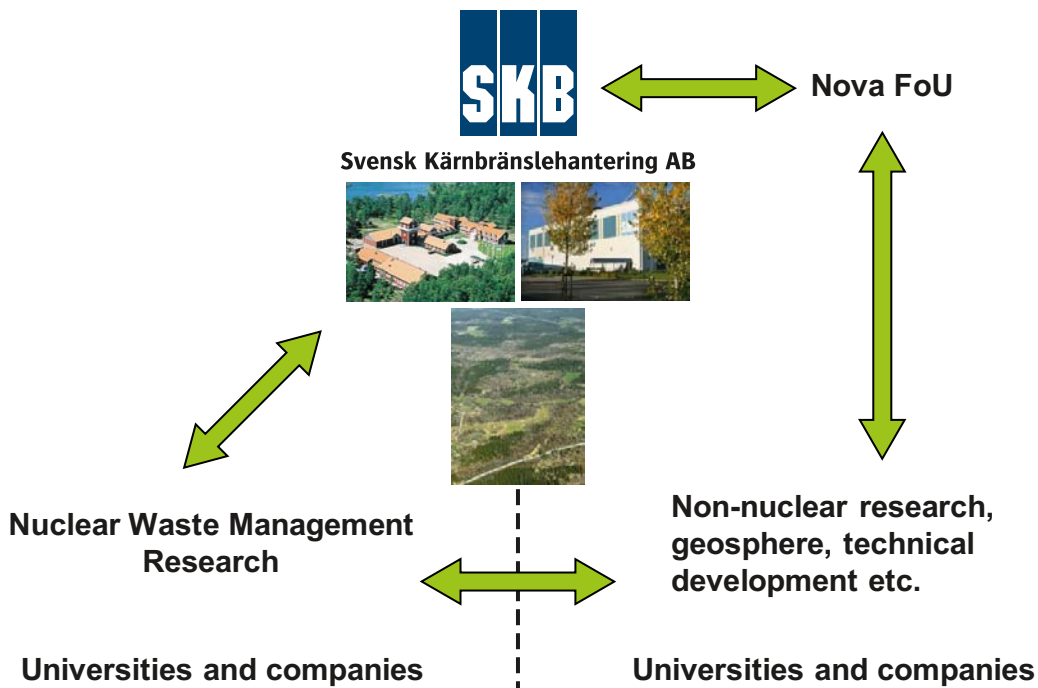 SKB
Nova FoU
Svensk Kärnbränslehantering AB
Nuclear Waste Management
Research
Non-nuclear research,
geosphere, technical
development etc.
Universities and companies
Universities and companies